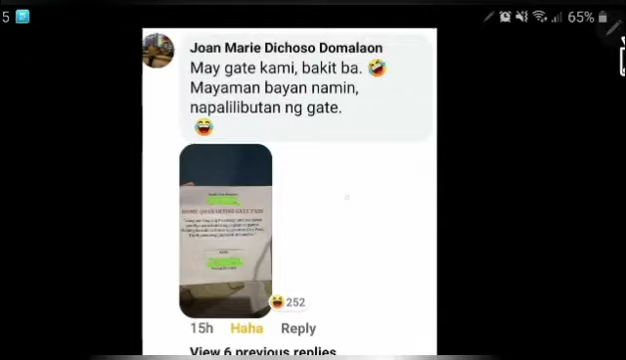 5
65%
Joan Marie Dichoso Domalaon
May gate kami, bakit ba. 🤣
Mayaman bayan namin,
napalilibutan ng gate.
😂
HOME QUARANTINE GATE PASS
😆 252
15h Haha Reply
View 6 previous replies